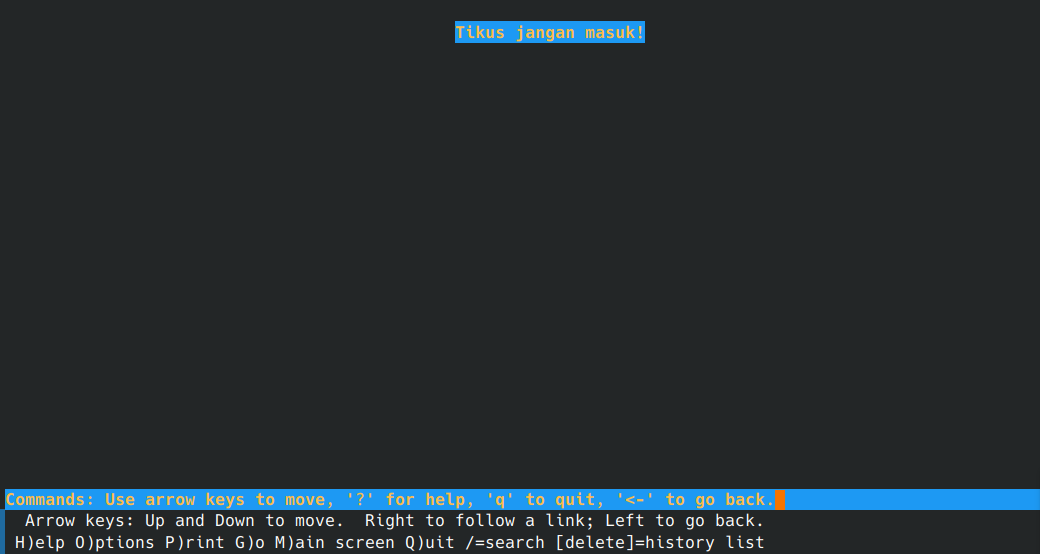 Tikus jangan masuk!
Commands: Use arrow keys to move, '?' for help, 'q' to quit, '<-' to go back.
Arrow keys: Up and Down to move.  Right to follow a link; Left to go back.
H)elp O)ptions P)rint G)o M)ain screen Q)uit /=search [delete]=history list